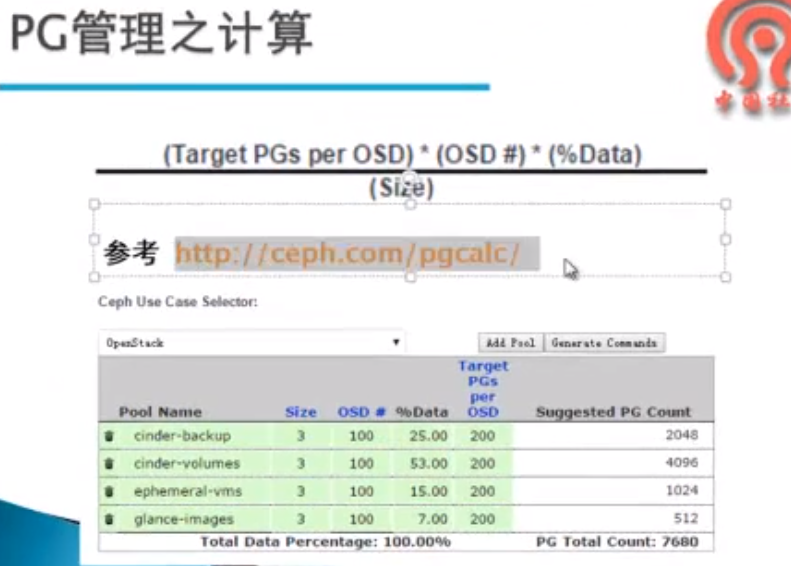 PG管理之计算
(Target PGs per OSD) * (OSD #) * (%Data)
(Size)
参考 http://ceph.com/pgcalc/
Ceph Use Case Selector:
OpenStack
Add Pool Generate Commands
Pool Name Size OSD # %Data Target PGs per OSD Suggested PG Count
cinder-backup 3 100 25.00 200 2048
cinder-volumes 3 100 53.00 200 4096
ephemeral-vms 3 100 15.00 200 1024
glance-images 3 100 7.00 200 512
Total Data Percentage: 100.00% PG Total Count: 7680
中国社